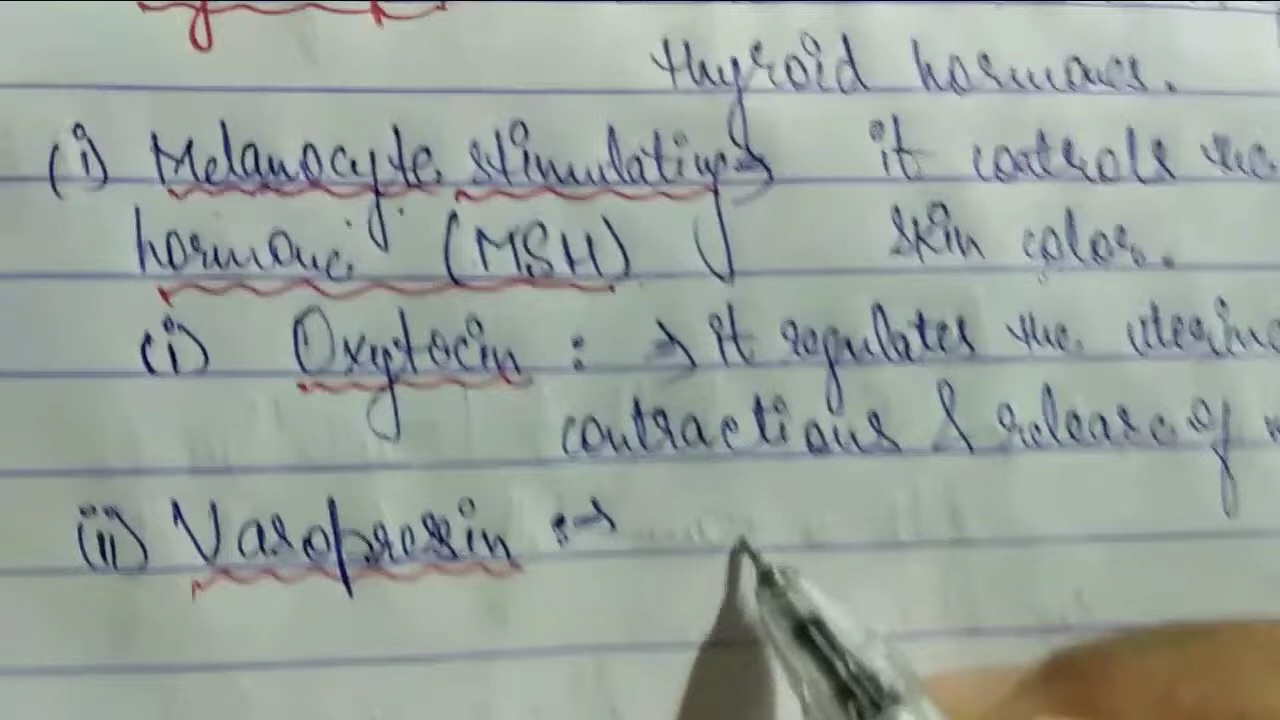 thyroid hormones.
(i) Melanocyte stimulating → it controls the
hormone (MSH) skin color.
(i) Oxytocin : → it regulates the uterine
contractions & release of
(ii) Vasopressin :→